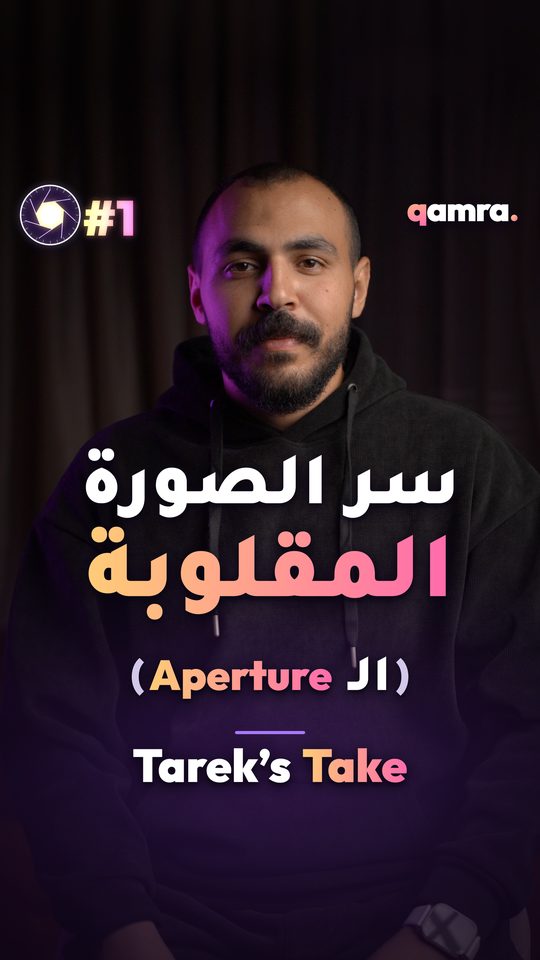 #1
qamra.
سر الصورة
المقلوبة
(الـ Aperture)
Tarek's Take